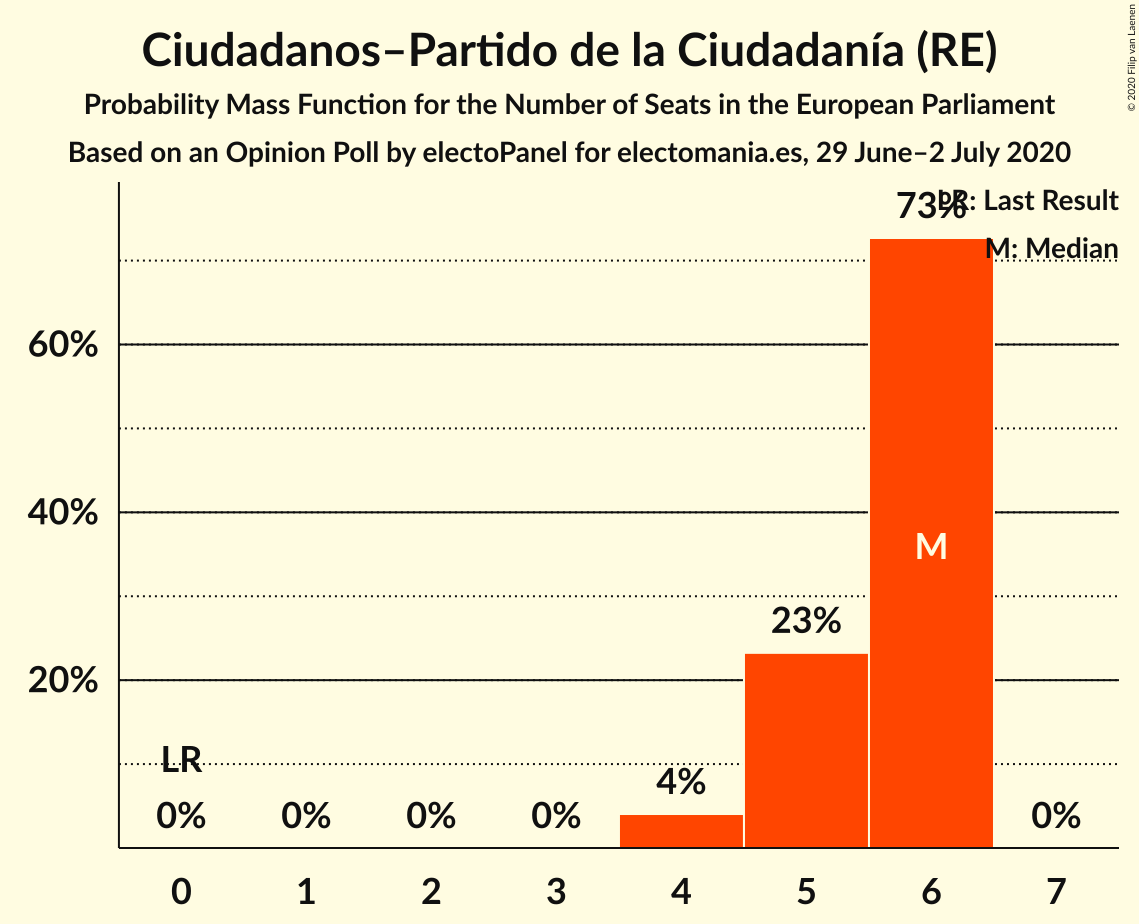 Ciudadanos–Partido de la Ciudadanía (RE)
Probability Mass Function for the Number of Seats in the European Parliament
Based on an Opinion Poll by electoPanel for electomania.es, 29 June–2 July 2020
© 2020 Filip van Laenen
73%
LR: Last Result
M: Median
60%
40%
M
23%
20%
LR
4%
0% 0% 0% 0% 0%
0 1 2 3 4 5 6 7